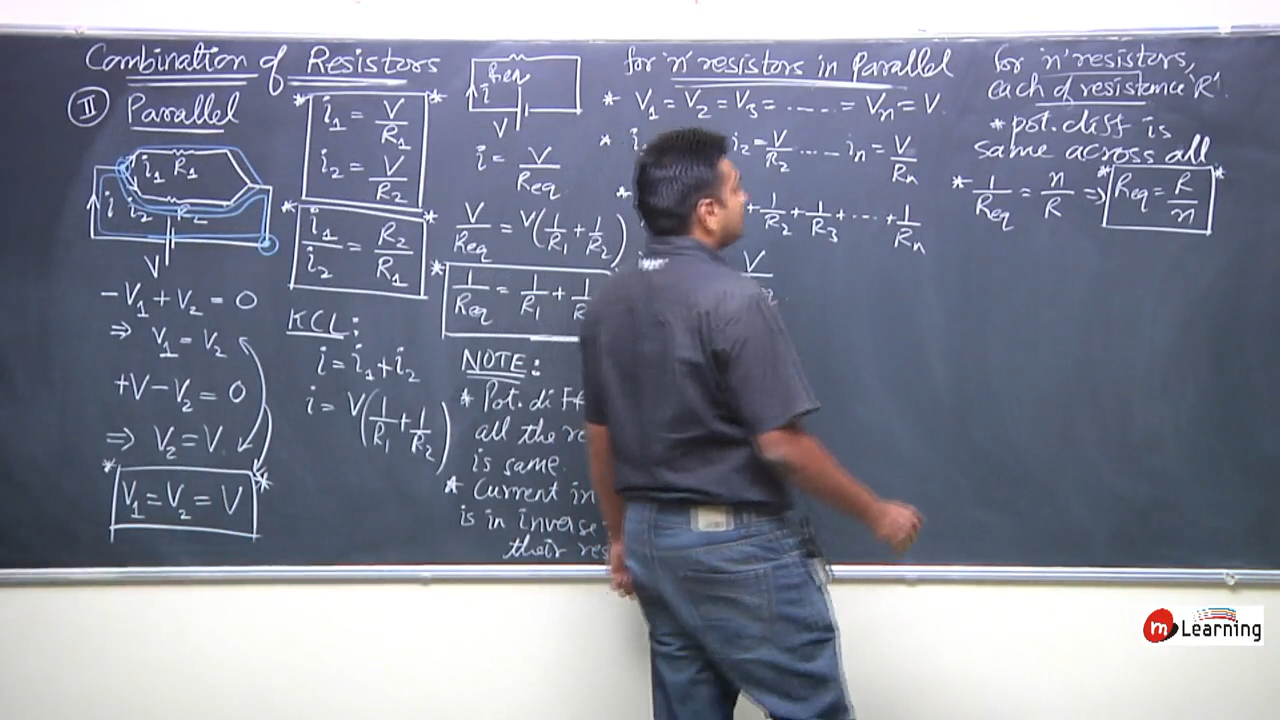 Combination of Resistors
II Parallel
i₁ R₁
i i₂ R₂
V
-V₁ + V₂ = 0
⇒ V₁ = V₂
+V - V₂ = 0
⇒ V₂ = V
* V₁ = V₂ = V *
* i₁ = V/R₁ *
i₂ = V/R₂
* i₁/i₂ = R₂/R₁ *
KCL:
i = i₁ + i₂
i = V(1/R₁ + 1/R₂)
Req
i
V
i = V/Req
V/Req = V(1/R₁ + 1/R₂)
* 1/Req = 1/R₁ + 1/R
NOTE:
* Pot. diff
all the
is same.
* Current in
is in inverse
their
for 'n' resistors in Parallel
* V₁ = V₂ = V₃ = ...... = Vn = V
* i₂ = V/R₂ ..... in = V/Rn
* + 1/R₂ + 1/R₃ + ... + 1/Rn
V
for 'n' resistors,
each of resistance 'R'.
* pot. diff is
same across all.
* 1/Req = n/R ⇒ * Req = R/n *
m Learning